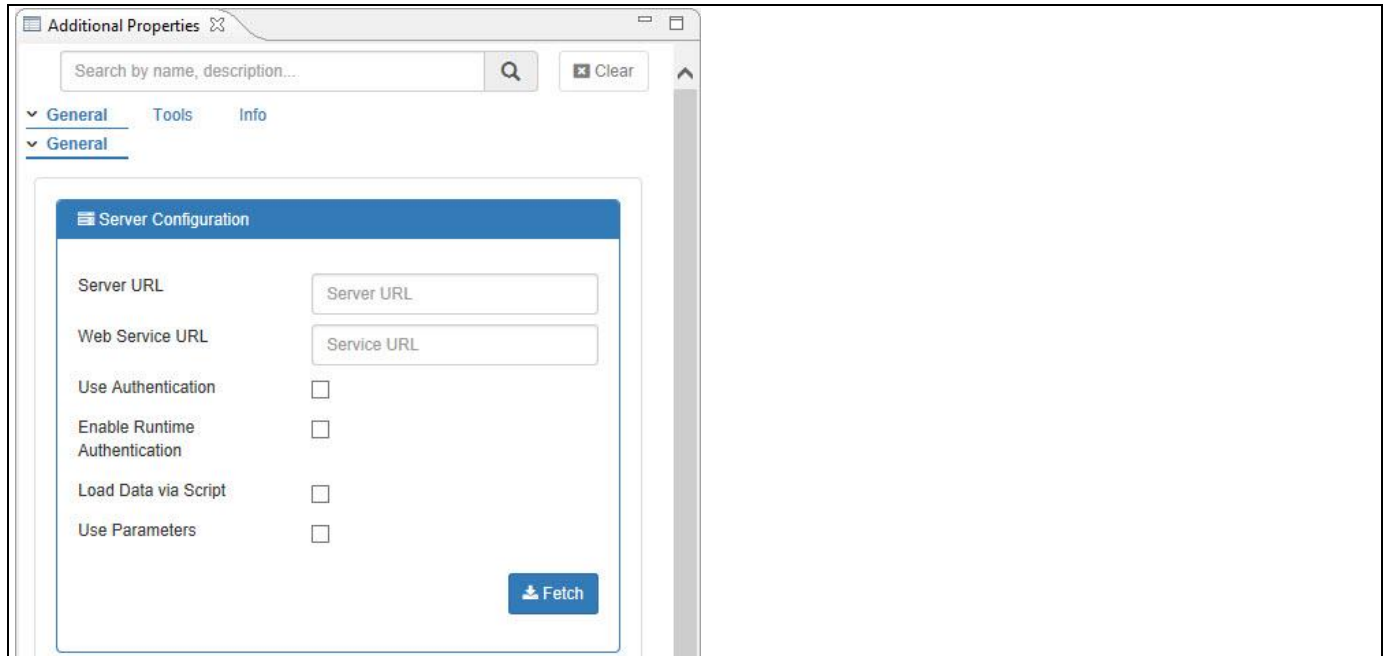 Additional Properties
Search by name, description...
Clear
General Tools Info
General
Server Configuration
Server URL
Server URL
Web Service URL
Service URL
Use Authentication
Enable Runtime
Authentication
Load Data via Script
Use Parameters
Fetch